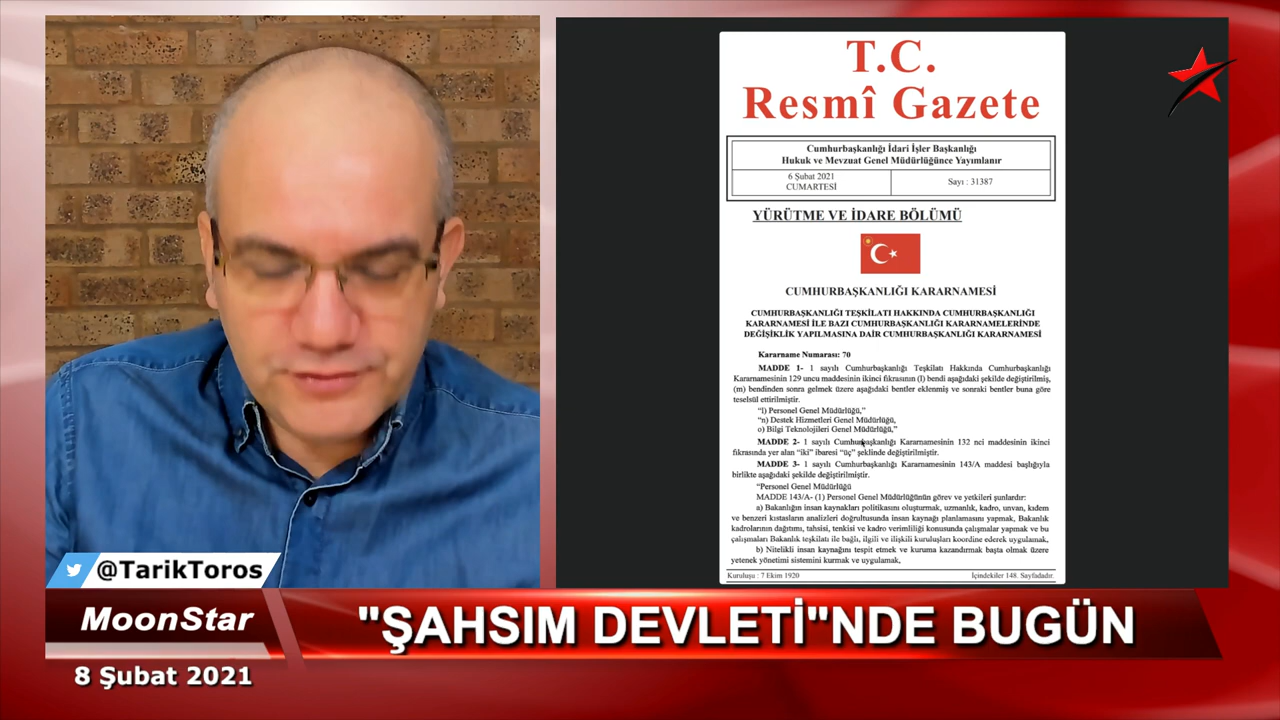 T.C.
Resmî Gazete
Cumhurbaşkanlığı İdari İşler Başkanlığı
Hukuk ve Mevzuat Genel Müdürlüğünce Yayımlanır
6 Şubat 2021
CUMARTESİ
Sayı : 31387
YÜRÜTME VE İDARE BÖLÜMÜ
CUMHURBAŞKANLIĞI KARARNAMESİ
CUMHURBAŞKANLIĞI TEŞKİLATI HAKKINDA CUMHURBAŞKANLIĞI
KARARNAMESİ İLE BAZI CUMHURBAŞKANLIĞI KARARNAMELERİNDE
DEĞİŞİKLİK YAPILMASINA DAİR CUMHURBAŞKANLIĞI KARARNAMESİ
Kararname Numarası: 70
MADDE 1- 1 sayılı Cumhurbaşkanlığı Teşkilatı Hakkında Cumhurbaşkanlığı
Kararnamesinin 129 uncu maddesinin ikinci fıkrasının (l) bendi aşağıdaki şekilde değiştirilmiş,
(m) bendinden sonra gelmek üzere aşağıdaki bentler eklenmiş ve sonraki bentler buna göre
teselsül ettirilmiştir.
“l) Personel Genel Müdürlüğü,”
“n) Destek Hizmetleri Genel Müdürlüğü,
o) Bilgi Teknolojileri Genel Müdürlüğü,”
MADDE 2- 1 sayılı Cumhurbaşkanlığı Kararnamesinin 132 nci maddesinin ikinci
fıkrasında yer alan “iki” ibaresi “üç” şeklinde değiştirilmiştir.
MADDE 3- 1 sayılı Cumhurbaşkanlığı Kararnamesinin 143/A maddesi başlığıyla
birlikte aşağıdaki şekilde değiştirilmiştir.
“Personel Genel Müdürlüğü
MADDE 143/A- (1) Personel Genel Müdürlüğünün görev ve yetkileri şunlardır:
a) Bakanlığın insan kaynakları politikasını oluşturmak, uzmanlık, kadro, unvan, kıdem
ve benzeri kıstasların analizleri doğrultusunda insan kaynağı planlamasını yapmak, Bakanlık
kadrolarının dağıtımı, tahsisi, tenkisi ve kadro verimliliği konusunda çalışmalar yapmak ve bu
çalışmaları Bakanlık teşkilatı ile bağlı, ilgili ve ilişkili kuruluşları koordine ederek uygulamak,
b) Nitelikli insan kaynağını tespit etmek ve kuruma kazandırmak başta olmak üzere
yetenek yönetimi sistemini kurmak ve uygulamak,
Kuruluşu : 7 Ekim 1920
İçindekiler 148. Sayfadadır.
@TarikToros
MoonStar
"ŞAHSIM DEVLETİ"NDE BUGÜN
8 Şubat 2021